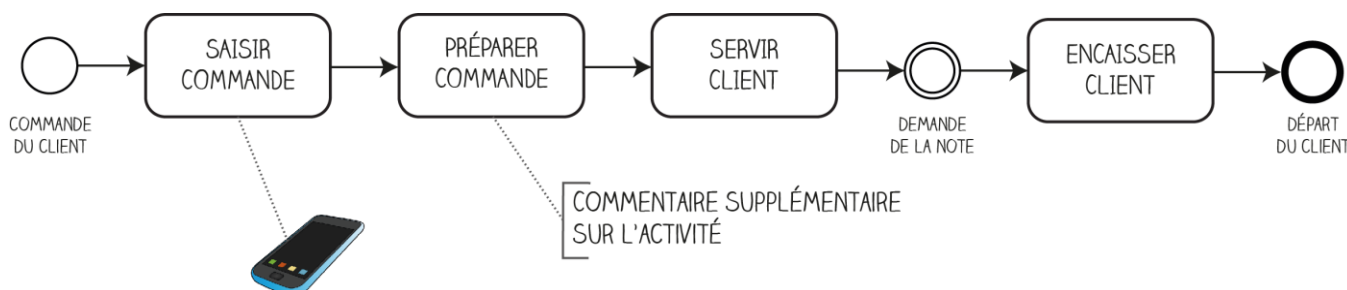 SAISIR
COMMANDE
PRÉPARER
COMMANDE
SERVIR
CLIENT
ENCAISSER
CLIENT
COMMANDE
DU CLIENT
DEMANDE
DE LA NOTE
DÉPART
DU CLIENT
COMMENTAIRE SUPPLÉMENTAIRE
SUR L'ACTIVITÉ